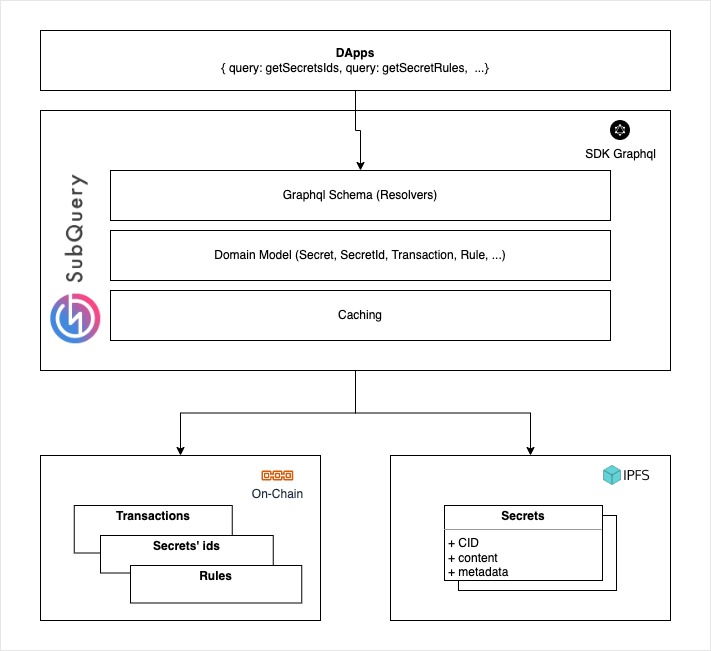 DApps
{ query: getSecretsIds, query: getSecretRules,  ...}
SDK Graphql
SubQuery
Graphql Schema (Resolvers)
Domain Model (Secret, SecretId, Transaction, Rule, ...)
Caching
On-Chain
Transactions
Secrets' ids
Rules
IPFS
Secrets
+ CID
+ content
+ metadata